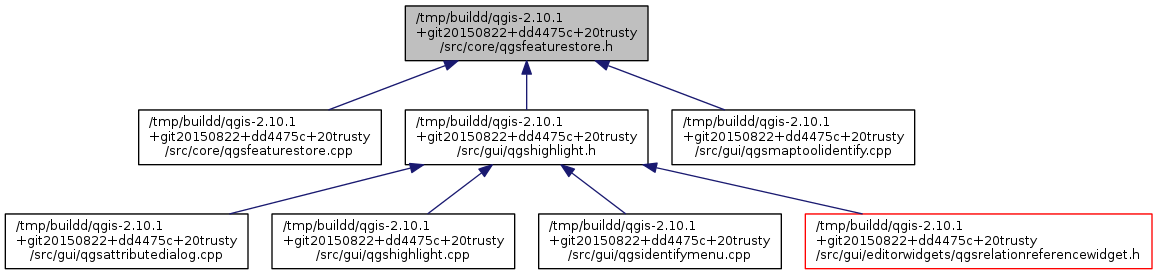 /tmp/buildd/qgis-2.10.1
+git20150822+dd4475c+20trusty
/src/core/qgsfeaturestore.h
/tmp/buildd/qgis-2.10.1
+git20150822+dd4475c+20trusty
/src/core/qgsfeaturestore.cpp
/tmp/buildd/qgis-2.10.1
+git20150822+dd4475c+20trusty
/src/gui/qgshighlight.h
/tmp/buildd/qgis-2.10.1
+git20150822+dd4475c+20trusty
/src/gui/qgsmaptoolidentify.cpp
/tmp/buildd/qgis-2.10.1
+git20150822+dd4475c+20trusty
/src/gui/qgsattributedialog.cpp
/tmp/buildd/qgis-2.10.1
+git20150822+dd4475c+20trusty
/src/gui/qgshighlight.cpp
/tmp/buildd/qgis-2.10.1
+git20150822+dd4475c+20trusty
/src/gui/qgsidentifymenu.cpp
/tmp/buildd/qgis-2.10.1
+git20150822+dd4475c+20trusty
/src/gui/editorwidgets/qgsrelationreferencewidget.h